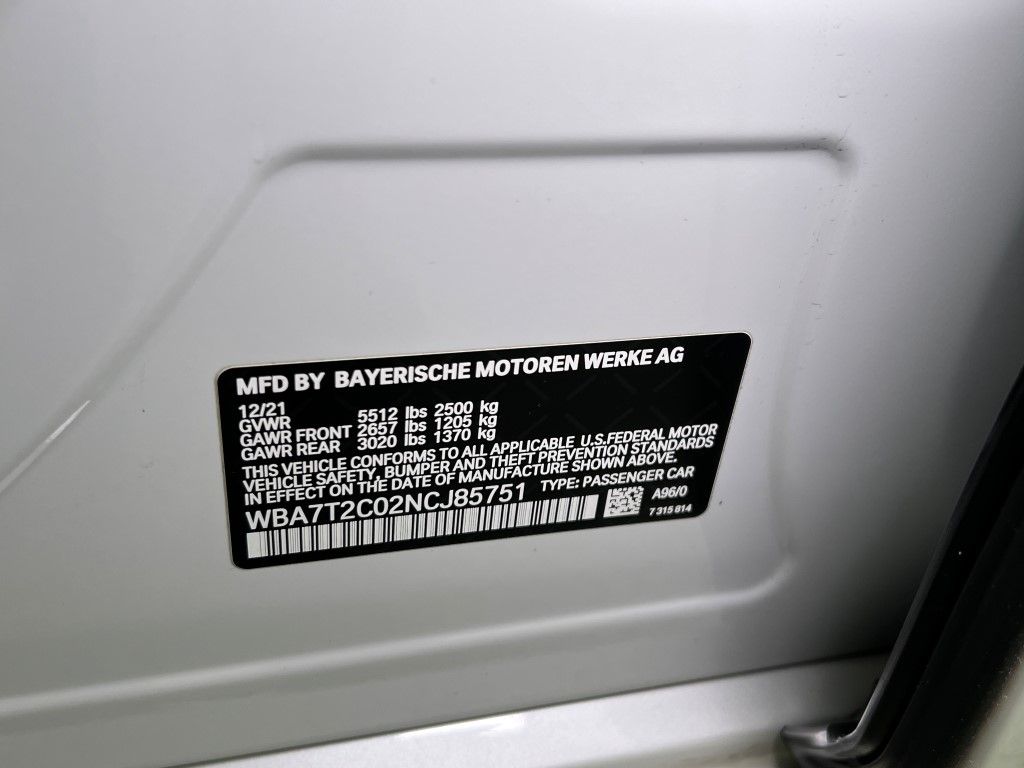 MFD BY BAYERISCHE MOTOREN WERKE AG
12/21
GVWR 5512 lbs 2500 kg
GAWR FRONT 2657 lbs 1205 kg
GAWR REAR 3020 lbs 1370 kg
THIS VEHICLE CONFORMS TO ALL APPLICABLE U.S.FEDERAL MOTOR
VEHICLE SAFETY, BUMPER AND THEFT PREVENTION STANDARDS
IN EFFECT ON THE DATE OF MANUFACTURE SHOWN ABOVE.
WBA7T2C02NCJ85751 TYPE: PASSENGER CAR
A96/0
7 315 814